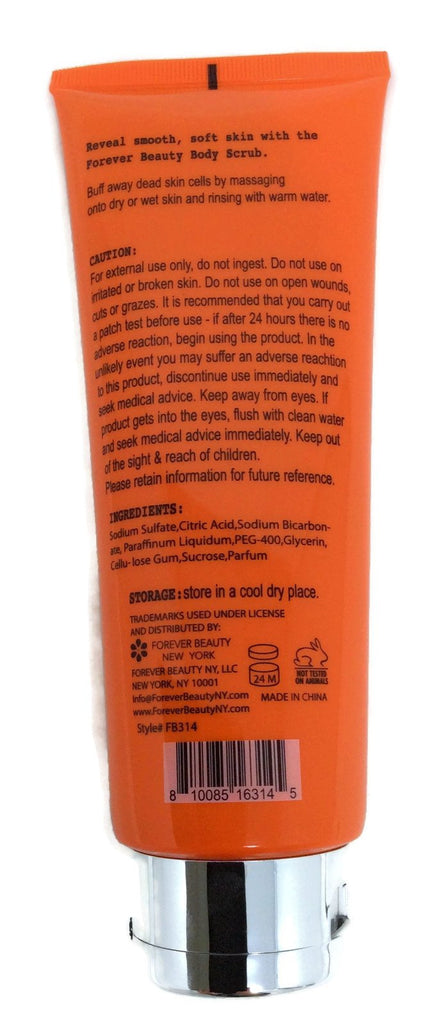 Reveal smooth, soft skin with the
Forever Beauty Body Scrub.
Buff away dead skin cells by massaging
onto dry or wet skin and rinsing with warm water.
CAUTION:
For external use only, do not ingest. Do not use on
irritated or broken skin. Do not use on open wounds,
cuts or grazes. It is recommended that you carry out
a patch test before use - if after 24 hours there is no
adverse reaction, begin using the product. In the
unlikely event you may suffer an adverse reachtion
to this product, discontinue use immediately and
seek medical advice. Keep away from eyes. If
product gets into the eyes, flush with clean water
and seek medical advice immediately. Keep out
of the sight & reach of children.
Please retain information for future reference.
INGREDIENTS:
Sodium Sulfate,Citric Acid,Sodium Bicarbon-
ate, Paraffinum Liquidum,PEG-400,Glycerin,
Cellu-lose Gum,Sucrose,Parfum
STORAGE:store in a cool dry place.
TRADEMARKS USED UNDER LICENSE
AND DISTRIBUTED BY:
FOREVER BEAUTY
NEW YORK
FOREVER BEAUTY NY, LLC
NEW YORK, NY 10001
Info@ForeverBeautyNY.com
www.ForeverBeautyNY.com
Style# FB314
24 M
NOT TESTED
ON ANIMALS
MADE IN CHINA
8 10085 16314 5